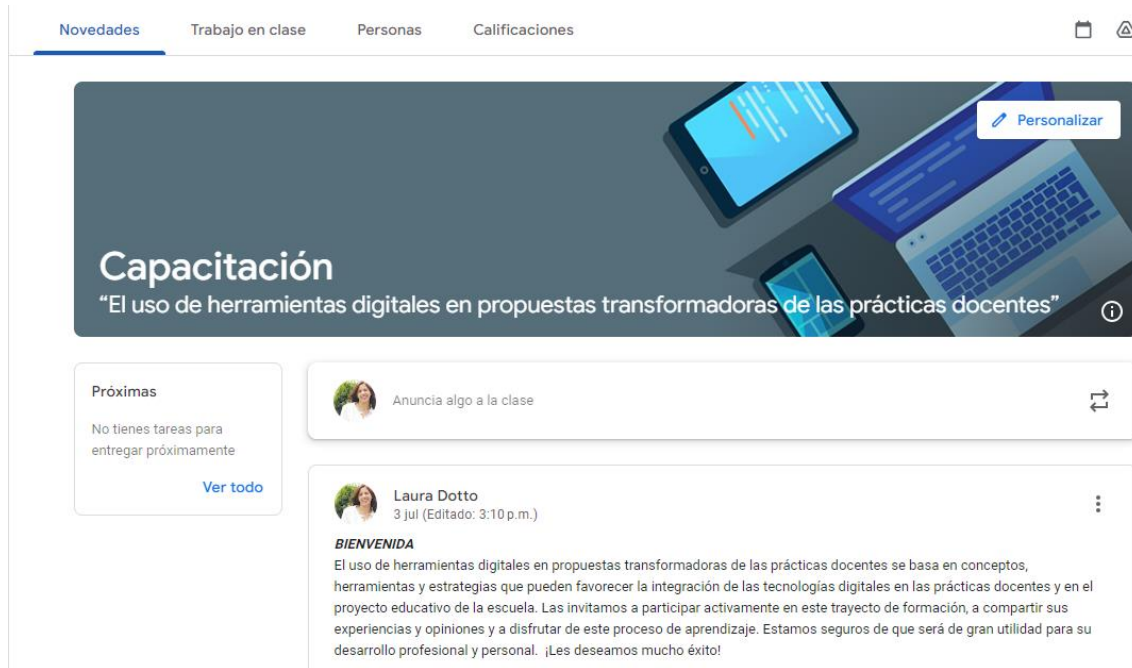 Novedades Trabajo en clase Personas Calificaciones
Personalizar
Capacitación
“El uso de herramientas digitales en propuestas transformadoras de las prácticas docentes”
Próximas
No tienes tareas para
entregar próximamente
Ver todo
Anuncia algo a la clase
Laura Dotto
3 jul (Editado: 3:10 p.m.)
BIENVENIDA
El uso de herramientas digitales en propuestas transformadoras de las prácticas docentes se basa en conceptos,
herramientas y estrategias que pueden favorecer la integración de las tecnologías digitales en las prácticas docentes y en el
proyecto educativo de la escuela. Las invitamos a participar activamente en este trayecto de formación, a compartir sus
experiencias y opiniones y a disfrutar de este proceso de aprendizaje. Estamos seguros de que será de gran utilidad para su
desarrollo profesional y personal. ¡Les deseamos mucho éxito!